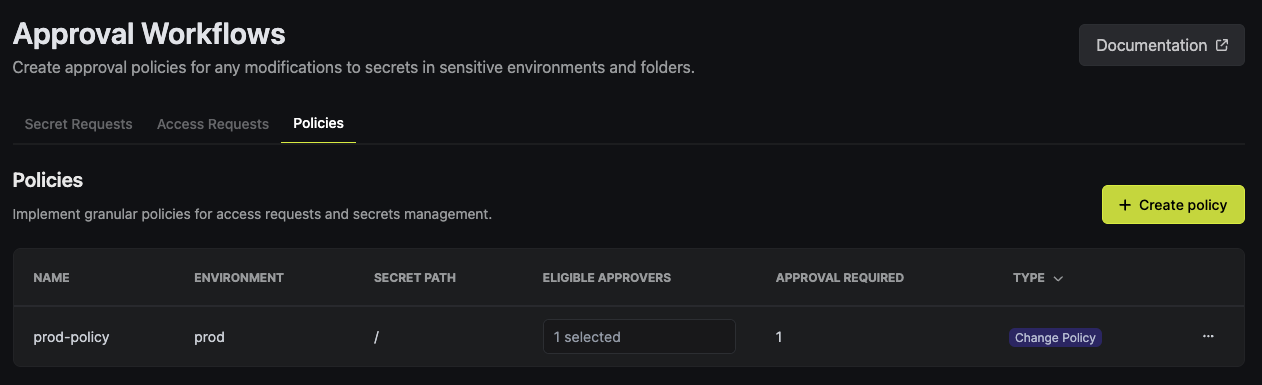 Approval Workflows
Documentation
Create approval policies for any modifications to secrets in sensitive environments and folders.
Secret Requests Access Requests Policies
Policies
Implement granular policies for access requests and secrets management.
+ Create policy
NAME ENVIRONMENT SECRET PATH ELIGIBLE APPROVERS APPROVAL REQUIRED TYPE
prod-policy prod / 1 selected 1 Change Policy ...